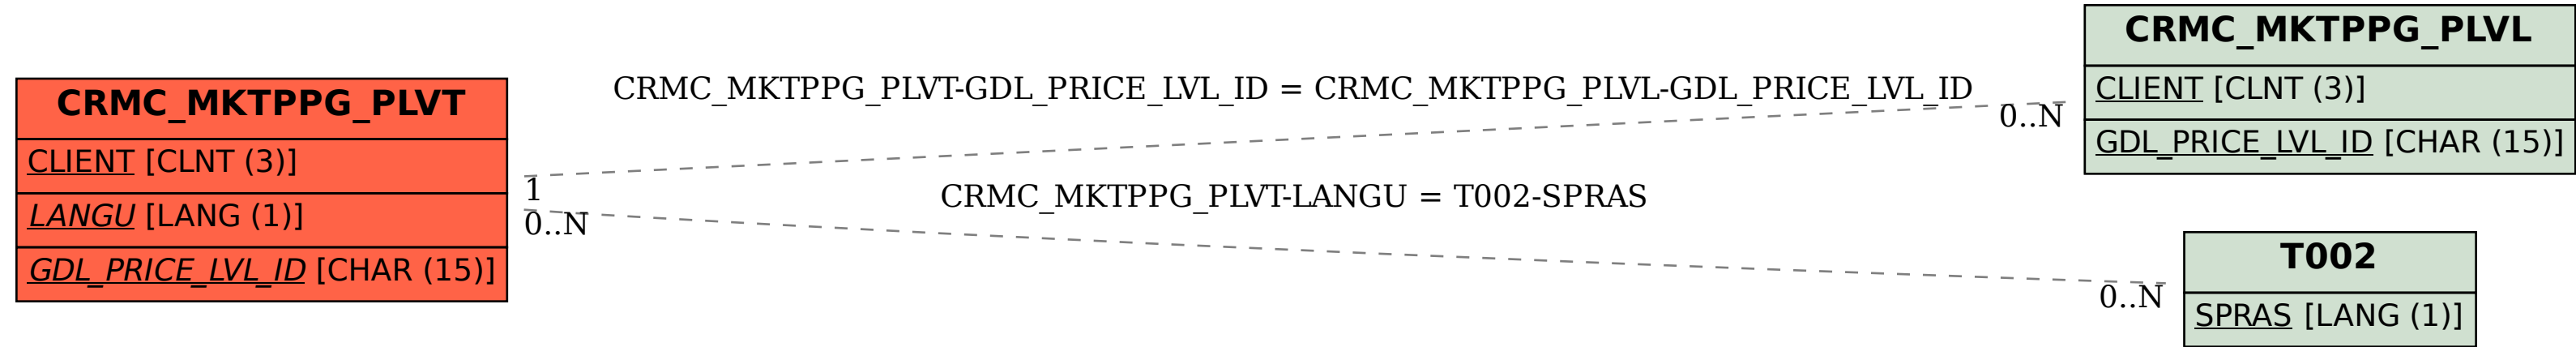 CRMC_MKTPPG_PLVT
CLIENT [CLNT (3)]
LANGU [LANG (1)]
GDL_PRICE_LVL_ID [CHAR (15)]
CRMC_MKTPPG_PLVT-GDL_PRICE_LVL_ID = CRMC_MKTPPG_PLVL-GDL_PRICE_LVL_ID
1
0..N
CRMC_MKTPPG_PLVT-LANGU = T002-SPRAS
0..N
0..N
CRMC_MKTPPG_PLVL
CLIENT [CLNT (3)]
GDL_PRICE_LVL_ID [CHAR (15)]
T002
SPRAS [LANG (1)]